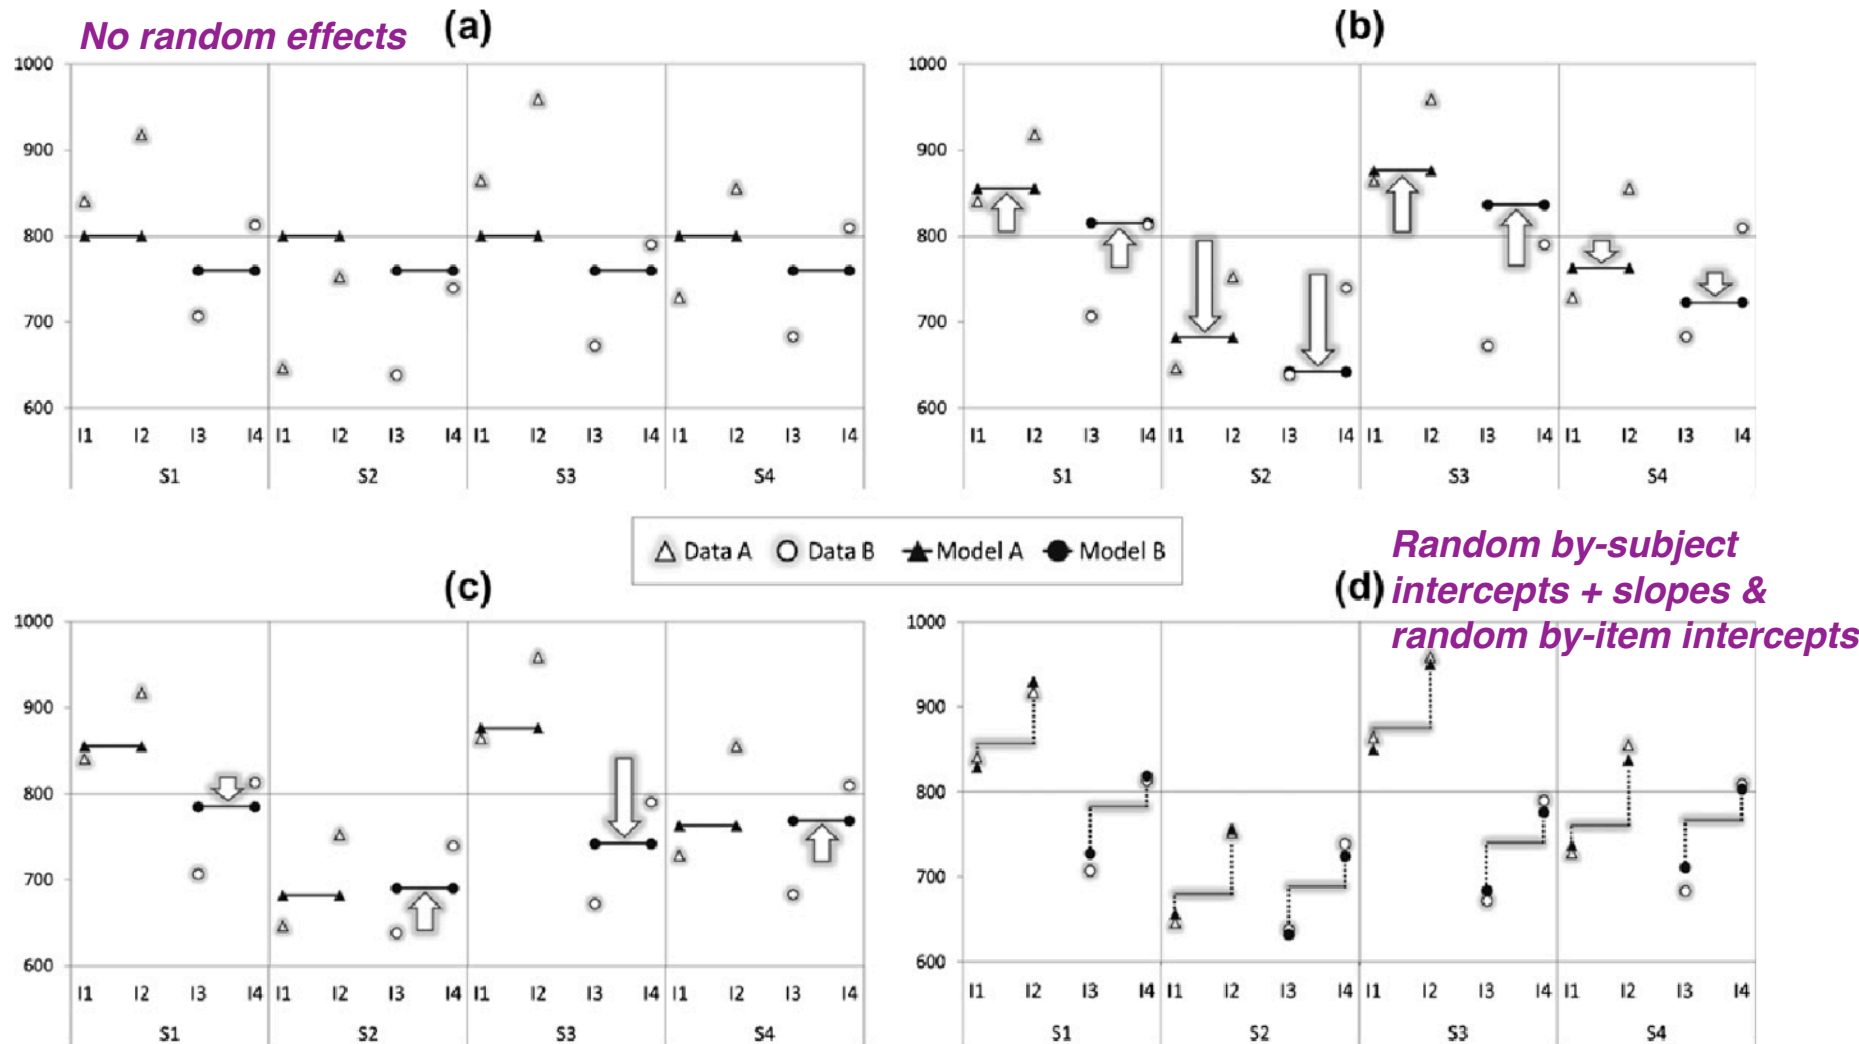 No random effects
(a)
1000
900
800
700
600
I1 I2 I3 I4 I1 I2 I3 I4 I1 I2 I3 I4 I1 I2 I3 I4
S1 S2 S3 S4
(b)
1000
900
800
700
600
I1 I2 I3 I4 I1 I2 I3 I4 I1 I2 I3 I4 I1 I2 I3 I4
S1 S2 S3 S4
Data A Data B Model A Model B
(c)
1000
900
800
700
600
I1 I2 I3 I4 I1 I2 I3 I4 I1 I2 I3 I4 I1 I2 I3 I4
S1 S2 S3 S4
(d)
Random by-subject
intercepts + slopes &
random by-item intercepts
1000
900
800
700
600
I1 I2 I3 I4 I1 I2 I3 I4 I1 I2 I3 I4 I1 I2 I3 I4
S1 S2 S3 S4